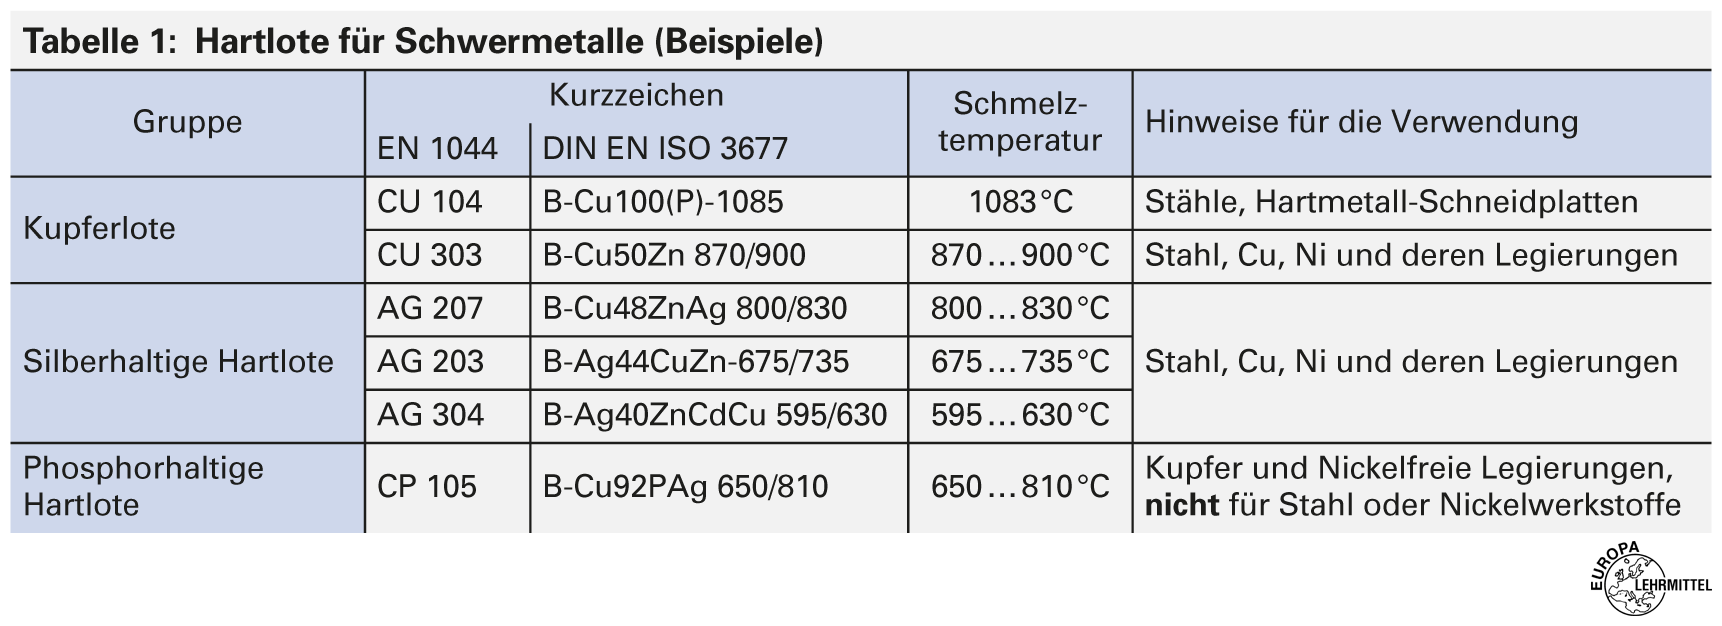 Tabelle 1: Hartlote für Schwermetalle (Beispiele)
Gruppe
Kurzzeichen
EN 1044
DIN EN ISO 3677
Schmelz-
temperatur
Hinweise für die Verwendung
Kupferlote
CU 104
B-Cu100(P)-1085
1083 °C
Stähle, Hartmetall-Schneidplatten
CU 303
B-Cu50Zn 870/900
870 … 900 °C
Stahl, Cu, Ni und deren Legierungen
Silberhaltige Hartlote
AG 207
B-Cu48ZnAg 800/830
800 … 830 °C
AG 203
B-Ag44CuZn-675/735
675 … 735 °C
AG 304
B-Ag40ZnCdCu 595/630
595 … 630 °C
Stahl, Cu, Ni und deren Legierungen
Phosphorhaltige
Hartlote
CP 105
B-Cu92PAg 650/810
650 … 810 °C
Kupfer und Nickelfreie Legierungen,
nicht für Stahl oder Nickelwerkstoffe
EUROPA
LEHRMITTEL